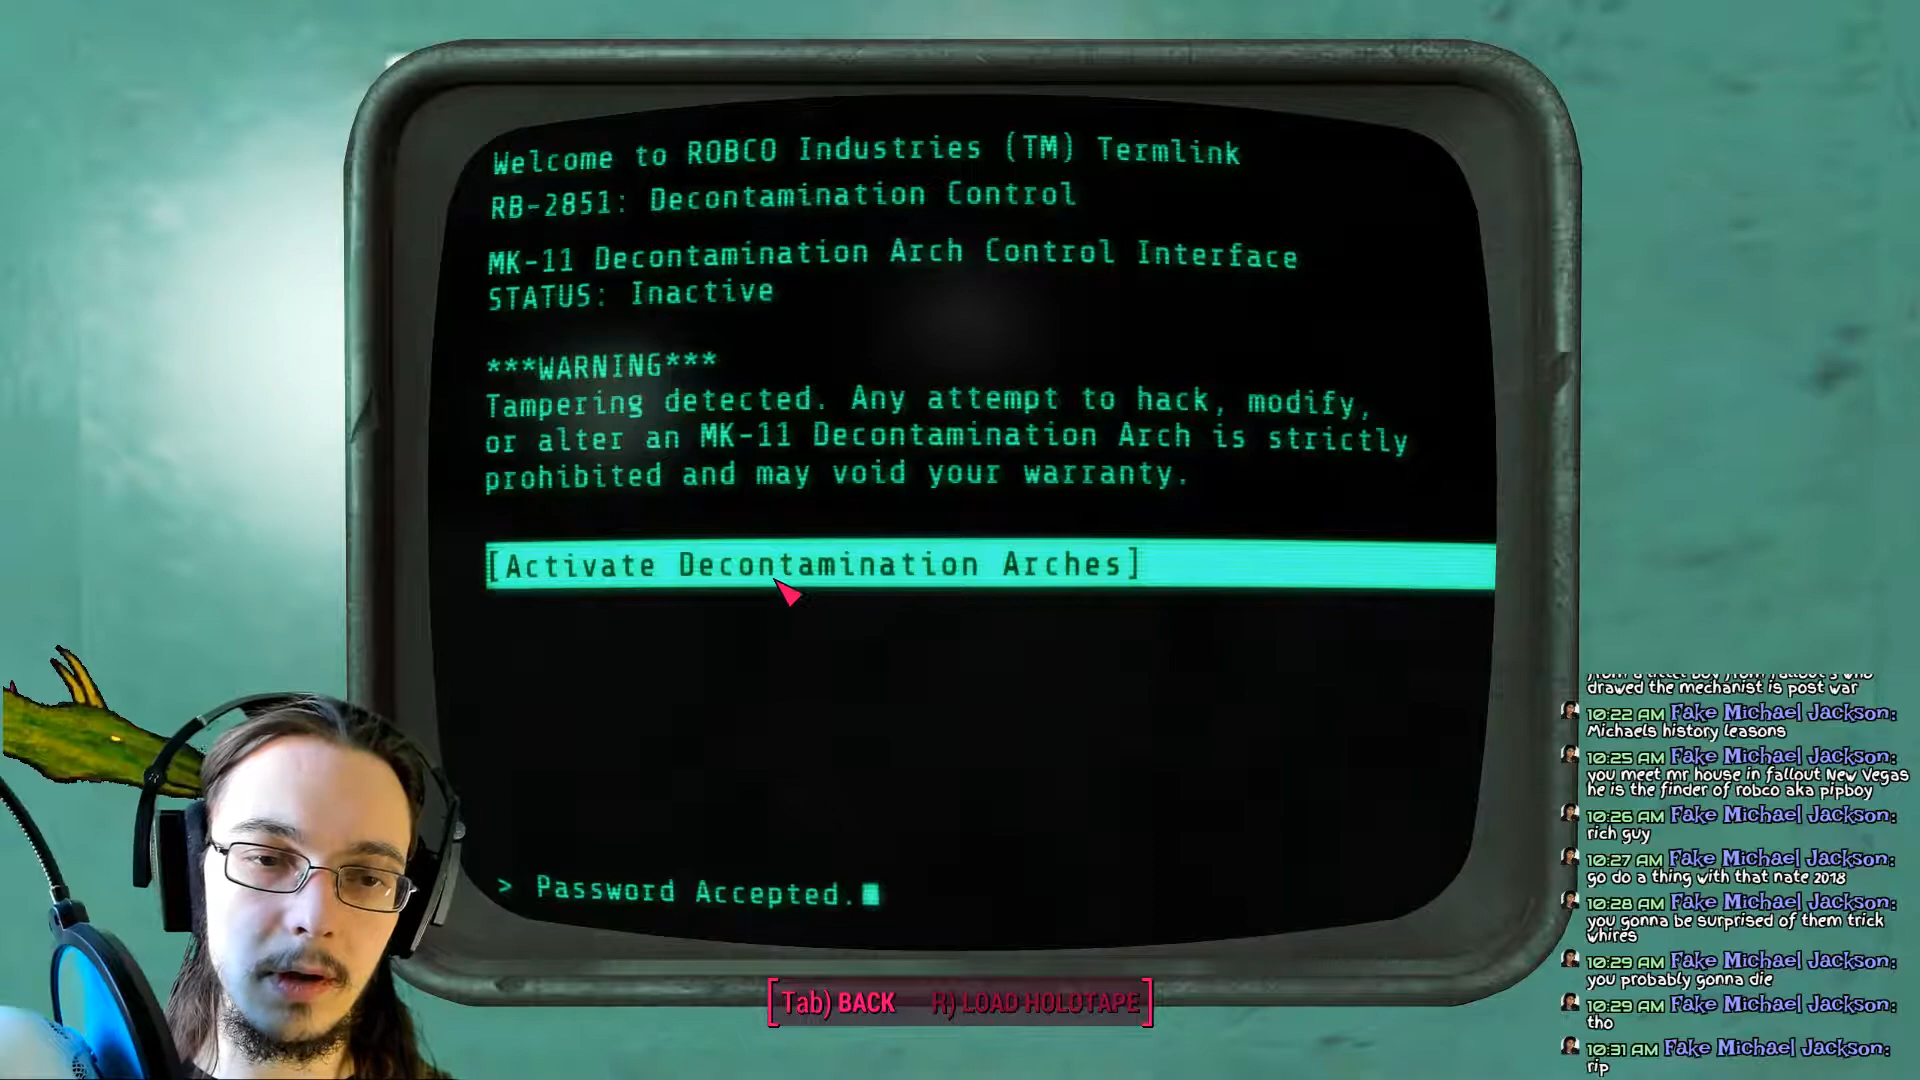 Welcome to ROBCO Industries (TM) Termlink
RB-2851: Decontamination Control
MK-11 Decontamination Arch Control Interface
STATUS: Inactive
***WARNING***
Tampering detected. Any attempt to hack, modify,
or alter an MK-11 Decontamination Arch is strictly
prohibited and may void your warranty.
[Activate Decontamination Arches]
> Password Accepted.
Tab) BACK R) LOAD HOLOTAPE
drawed the mechanist is post war
10:22 AM Fake Michael Jackson:
Michaels history leasons
10:25 AM Fake Michael Jackson:
you meet mr house in fallout New Vegas
he is the finder of robco aka pipboy
10:26 AM Fake Michael Jackson:
rich guy
10:27 AM Fake Michael Jackson:
go do a thing with that nate 2018
10:28 AM Fake Michael Jackson:
you gonna be surprised of them trick
whires
10:29 AM Fake Michael Jackson:
you probably gonna die
10:29 AM Fake Michael Jackson:
tho
10:31 AM Fake Michael Jackson:
rip